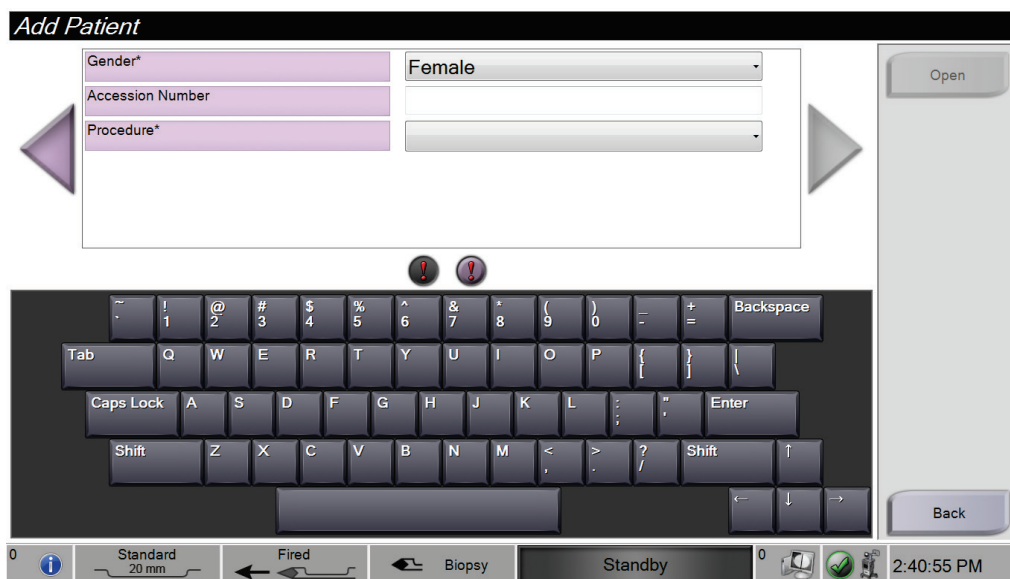 Add Patient
Gender*
Female
Open
Accession Number
Procedure*
~ ! @ # $ % ^ & * ( ) _ + Backspace
` 1 2 3 4 5 6 7 8 9 0 - =
Tab Q W E R T Y U I O P { } |
[ ] \
Caps Lock A S D F G H J K L : " Enter
; '
Shift Z X C V B N M < > ? Shift ↑
, . /
← ↓ →
Back
0 Standard Fired Biopsy Standby 0 2:40:55 PM
20 mm